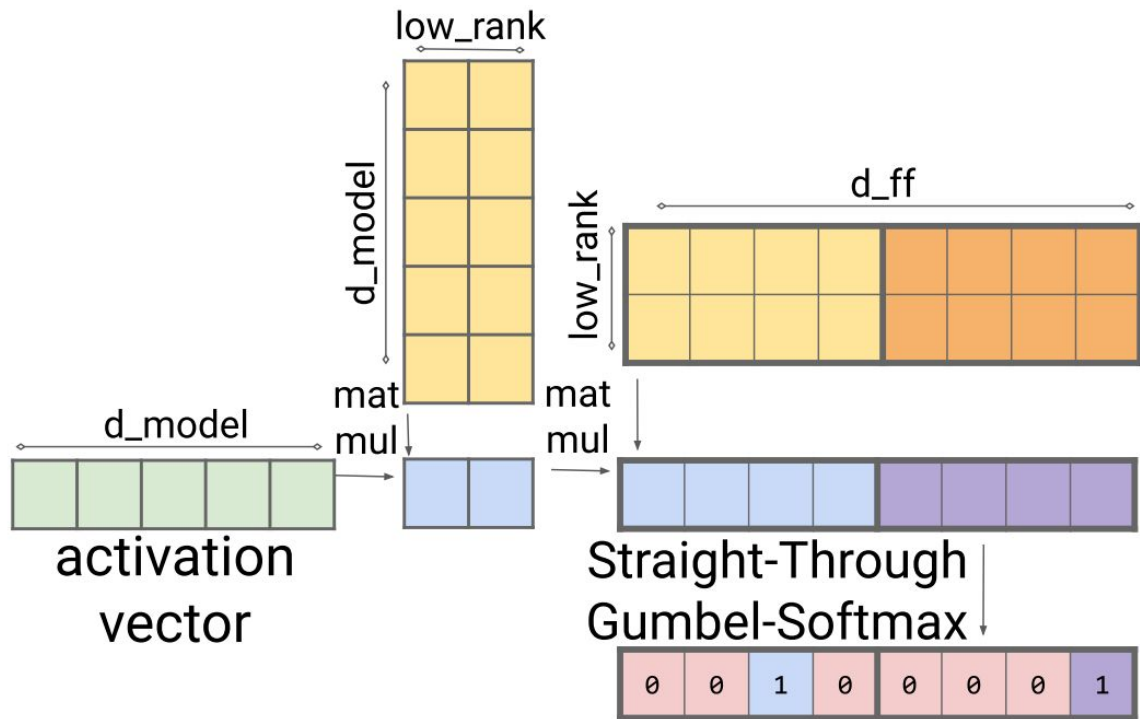 low_rank
d_model
d_ff
low_rank
mat
mul
mat
mul
d_model
activation
vector
Straight-Through
Gumbel-Softmax
0 0 1 0 0 0 0 1